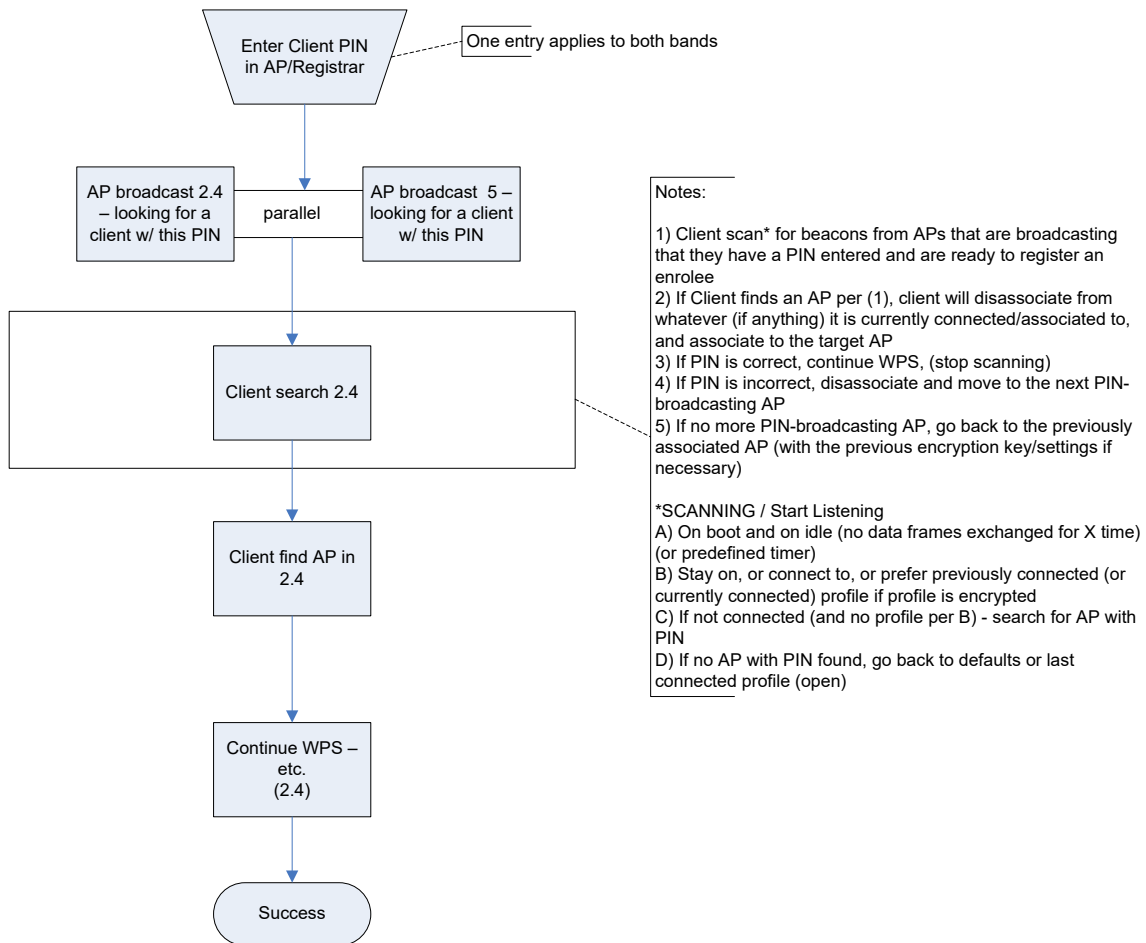 Enter Client PIN
in AP/Registrar
One entry applies to both bands
AP broadcast 2.4
– looking for a
client w/ this PIN
parallel
AP broadcast  5 –
looking for a client
w/ this PIN
Client search 2.4
Client find AP in
2.4
Continue WPS –
etc.
(2.4)
Success
Notes:
1) Client scan* for beacons from APs that are broadcasting
that they have a PIN entered and are ready to register an
enrolee
2) If Client finds an AP per (1), client will disassociate from
whatever (if anything) it is currently connected/associated to,
and associate to the target AP
3) If PIN is correct, continue WPS, (stop scanning)
4) If PIN is incorrect, disassociate and move to the next PIN-
broadcasting AP
5) If no more PIN-broadcasting AP, go back to the previously
associated AP (with the previous encryption key/settings if
necessary)
*SCANNING / Start Listening
A) On boot and on idle (no data frames exchanged for X time)
(or predefined timer)
B) Stay on, or connect to, or prefer previously connected (or
currently connected) profile if profile is encrypted
C) If not connected (and no profile per B) - search for AP with
PIN
D) If no AP with PIN found, go back to defaults or last
connected profile (open)